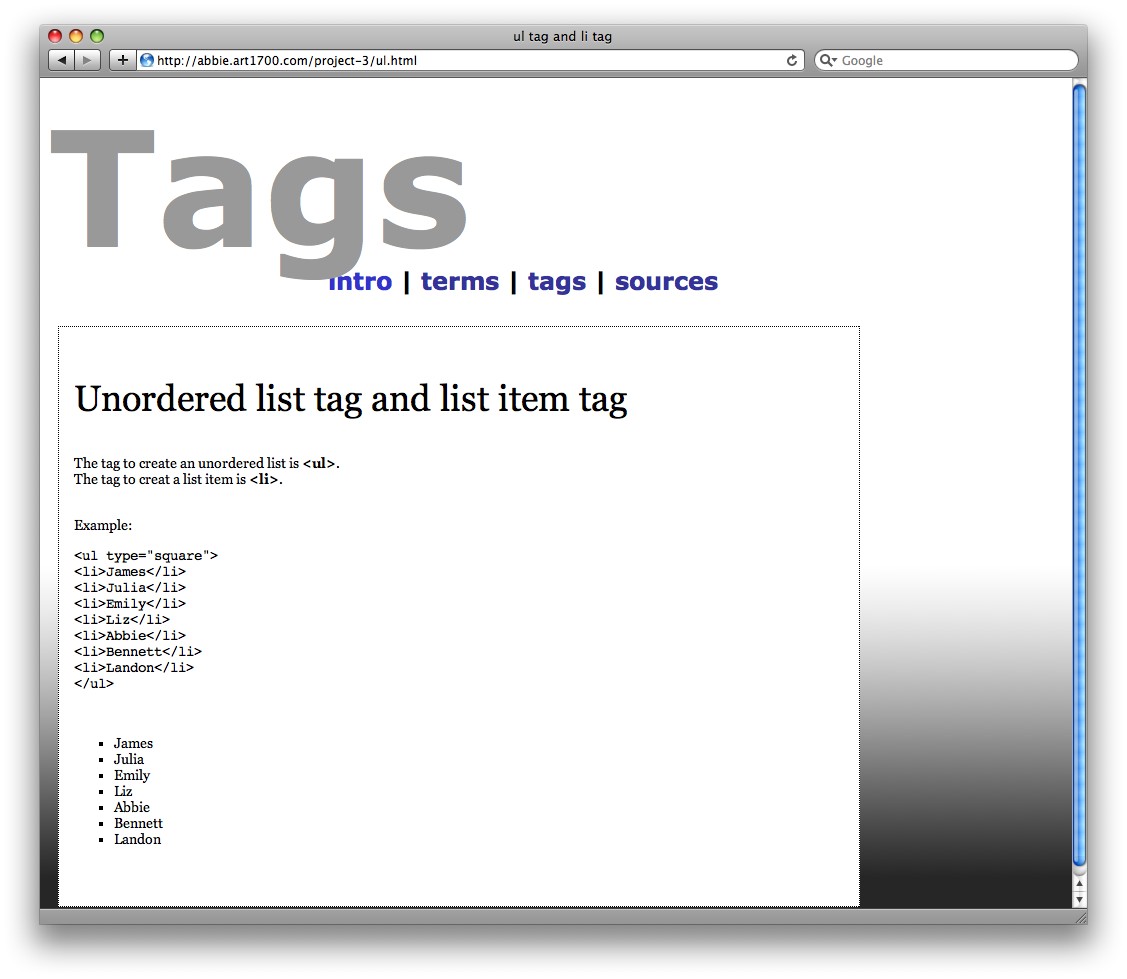 ul tag and li tag
http://abbie.art1700.com/project-3/ul.html
Google
Tags
intro | terms | tags | sources
Unordered list tag and list item tag
The tag to create an unordered list is <ul>.
The tag to creat a list item is <li>.
Example:
<ul type="square">
<li>James</li>
<li>Julia</li>
<li>Emily</li>
<li>Liz</li>
<li>Abbie</li>
<li>Bennett</li>
<li>Landon</li>
</ul>
▪ James
▪ Julia
▪ Emily
▪ Liz
▪ Abbie
▪ Bennett
▪ Landon